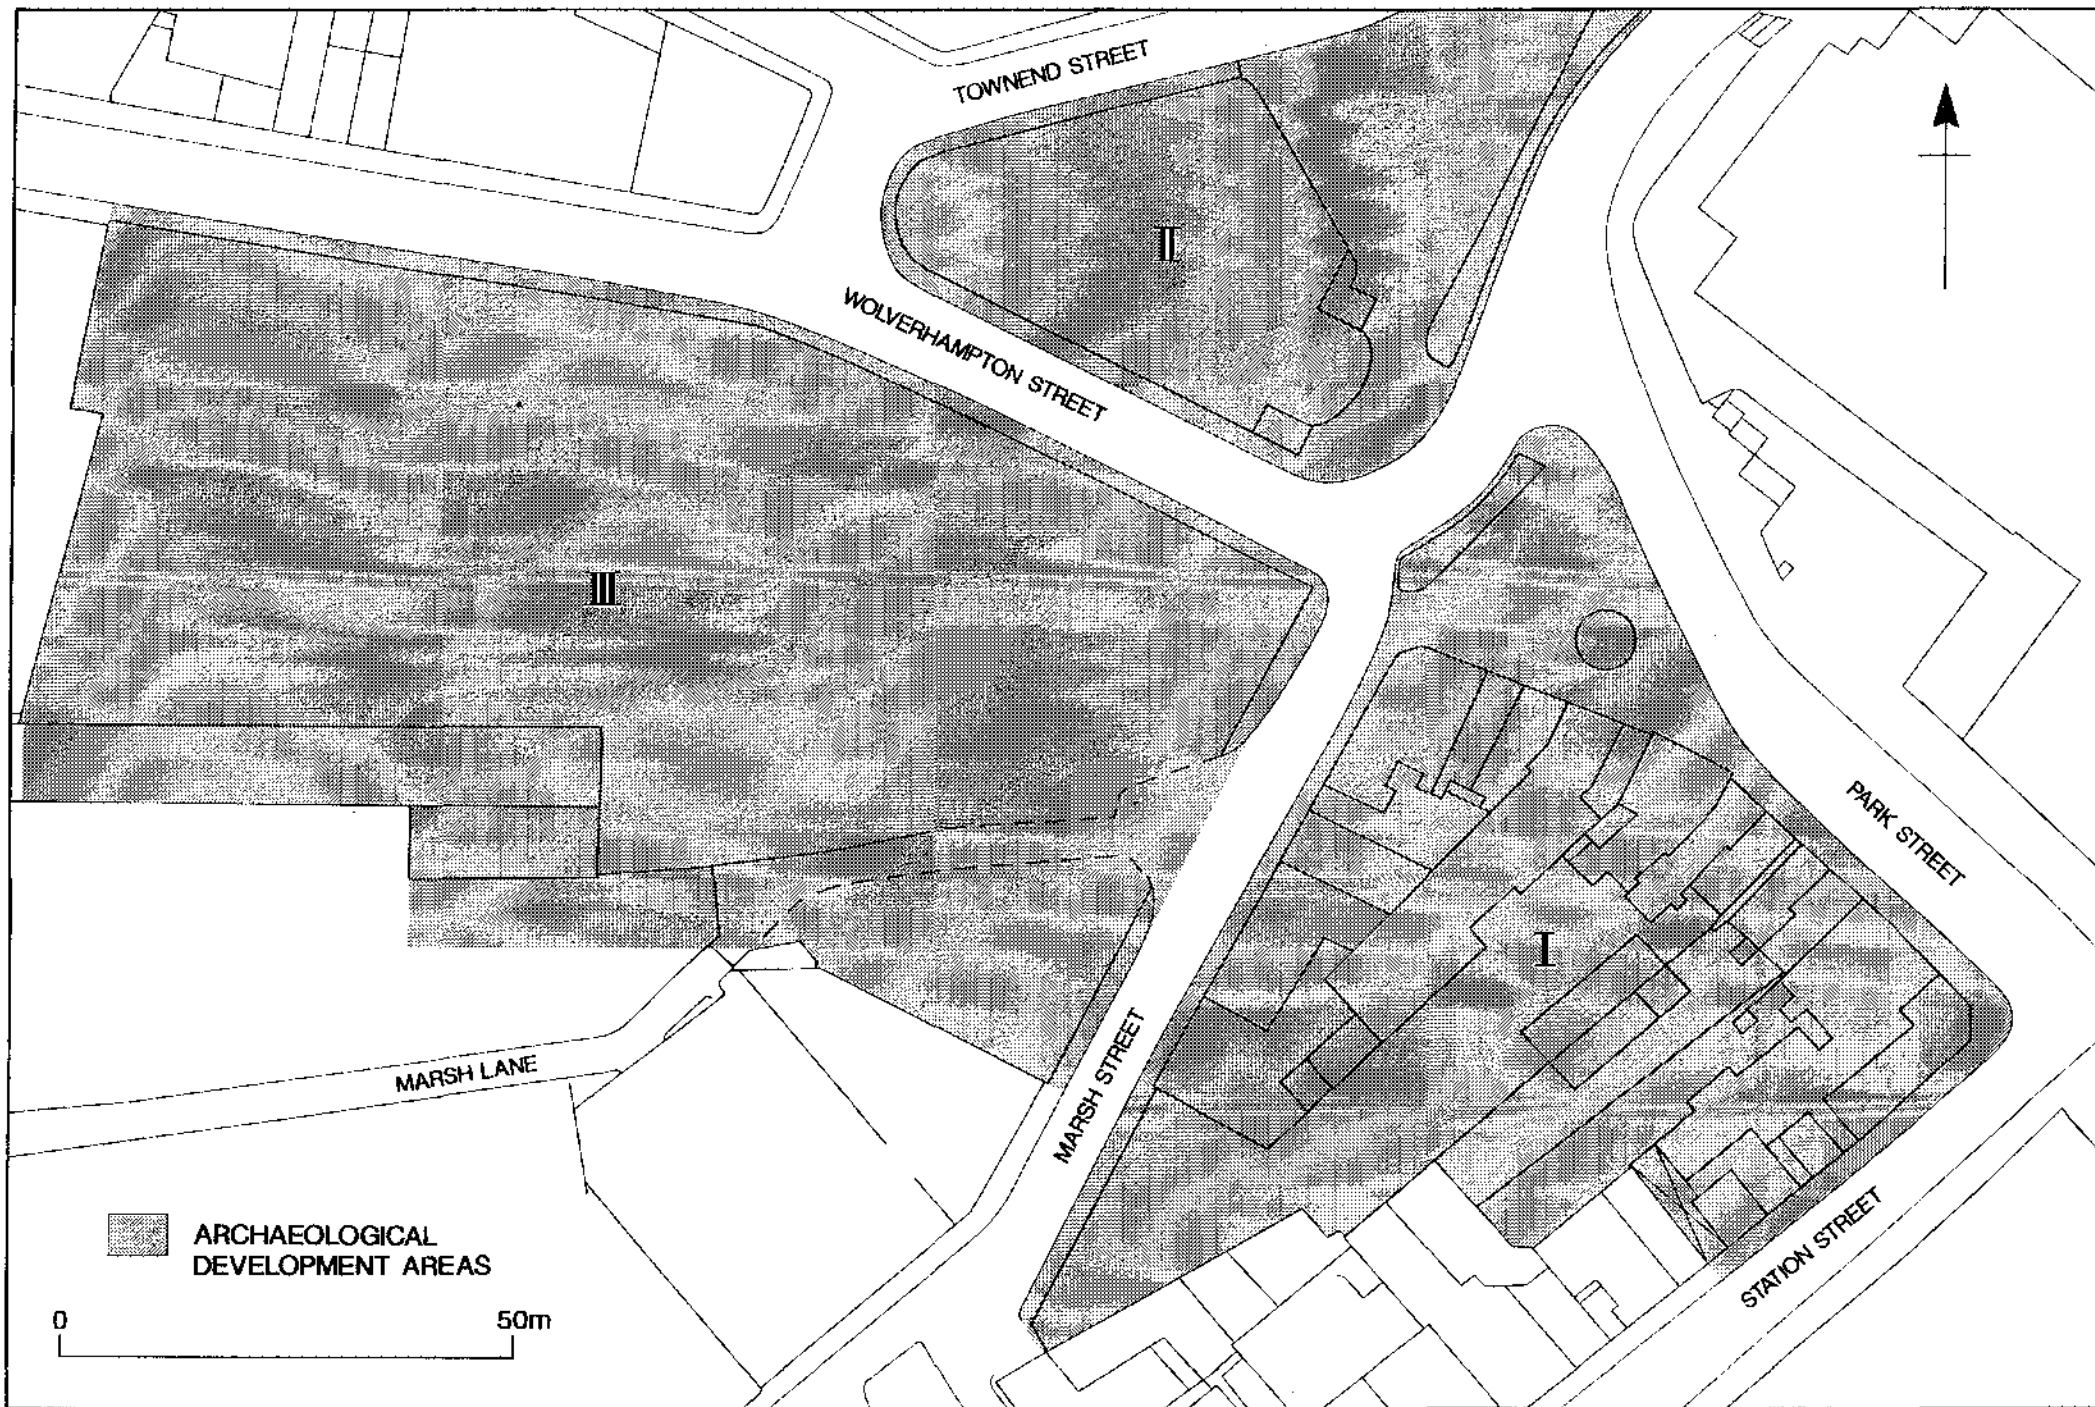 TOWNEND STREET
II
WOLVERHAMPTON STREET
III
PARK STREET
I
MARSH LANE
MARSH STREET
STATION STREET
ARCHAEOLOGICAL
DEVELOPMENT AREAS
0 50m